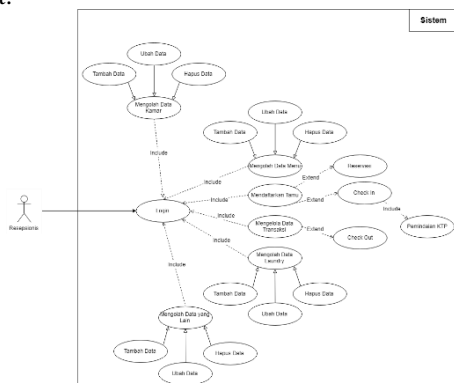 Sistem
Ubah Data
Tambah Data
Hapus Data
Mengolah Data
Kamar
Include
Ubah Data
Tambah Data
Hapus Data
Mengolah Data Menu
Include
Extend
Reservasi
Include
Mendaftarkan Tamu
Extend
Check In
Include
Login
Include
Mengelola Data
Transaksi
Extend
Pemindaian KTP
Resepsionis
Check Out
Include
Mengolah Data
Laundry
Include
Tambah Data
Hapus Data
Ubah Data
Mengolah Data yang
Lain
Tambah Data
Hapus Data
Ubah Data